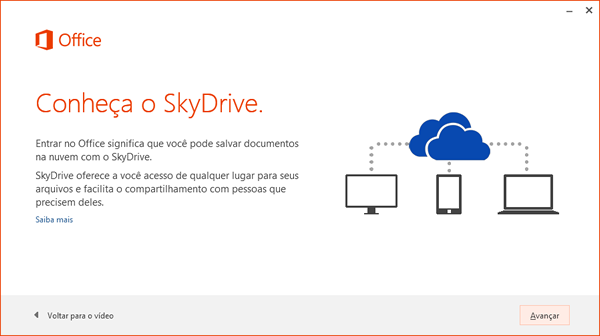 Office
Conheça o SkyDrive.
Entrar no Office significa que você pode salvar documentos
na nuvem com o SkyDrive.
SkyDrive oferece a você acesso de qualquer lugar para seus
arquivos e facilita o compartilhamento com pessoas que
precisem deles.
Saiba mais
Voltar para o vídeo
Avançar